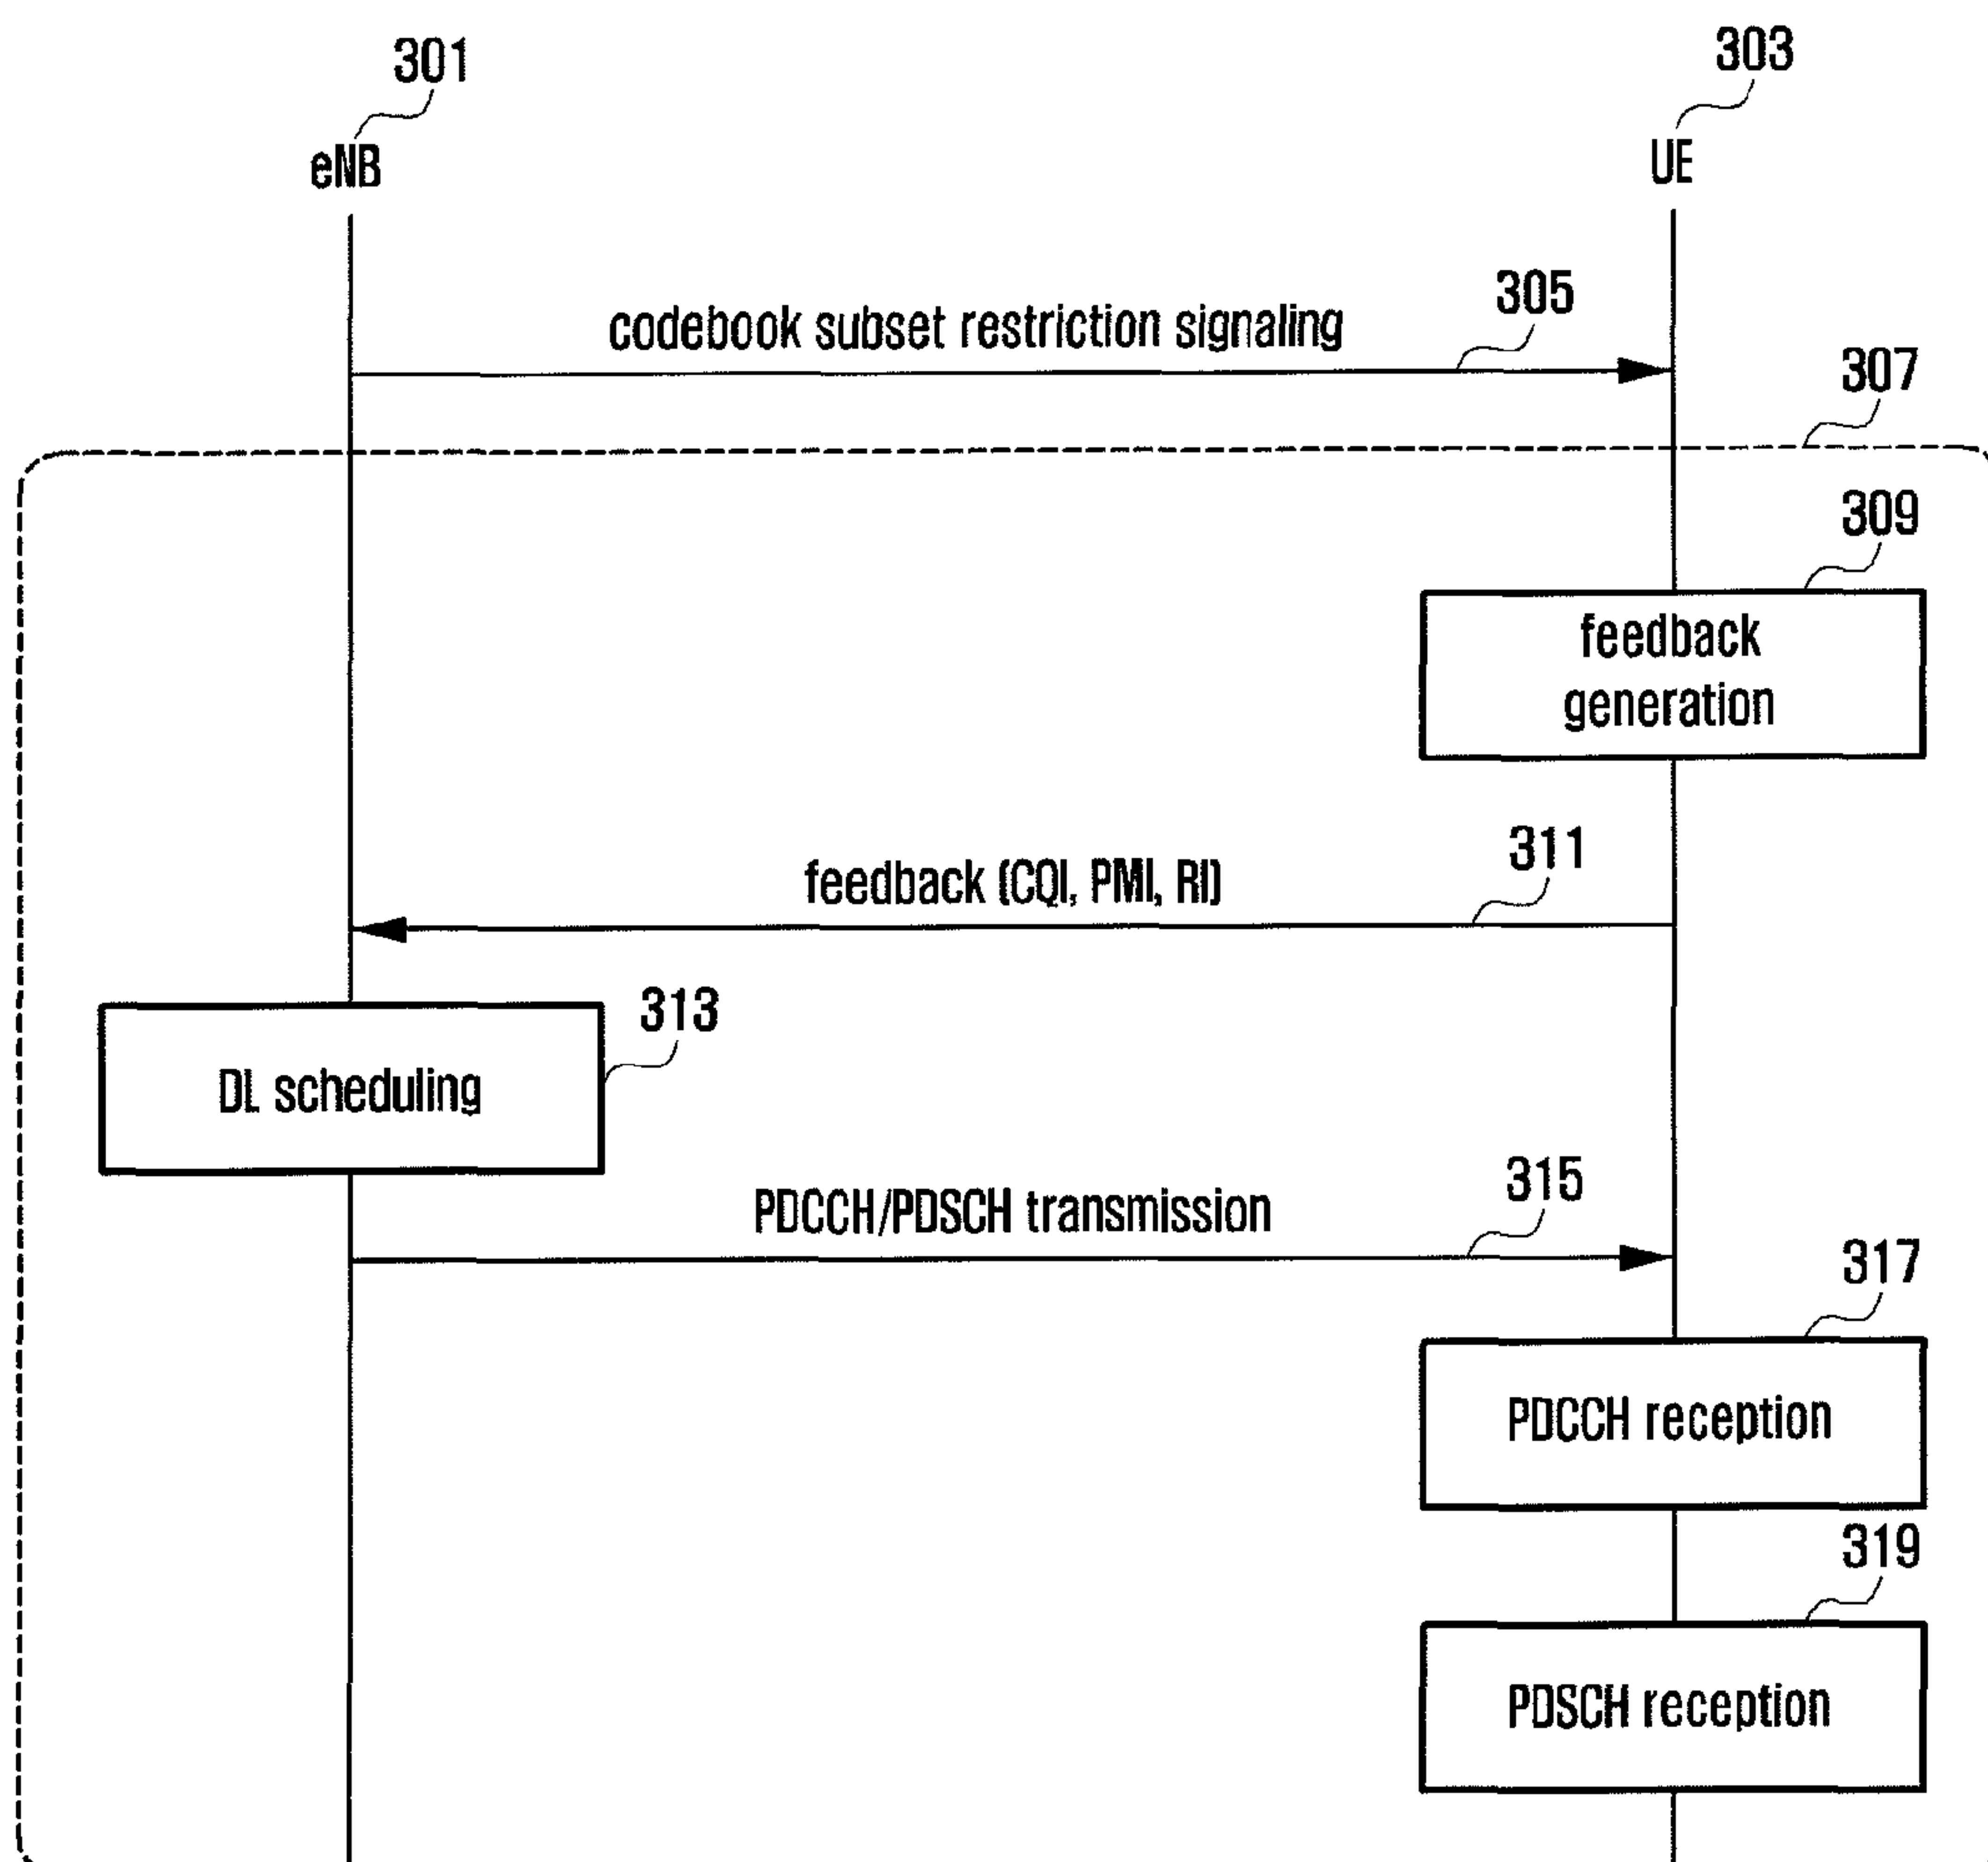 301
303
eNB
UE
305
codebook subset restriction signaling
307
309
feedback
generation
311
feedback (CQI, PMI, RI)
313
DL scheduling
315
PDCCH/PDSCH transmission
317
PDCCH reception
319
PDSCH reception